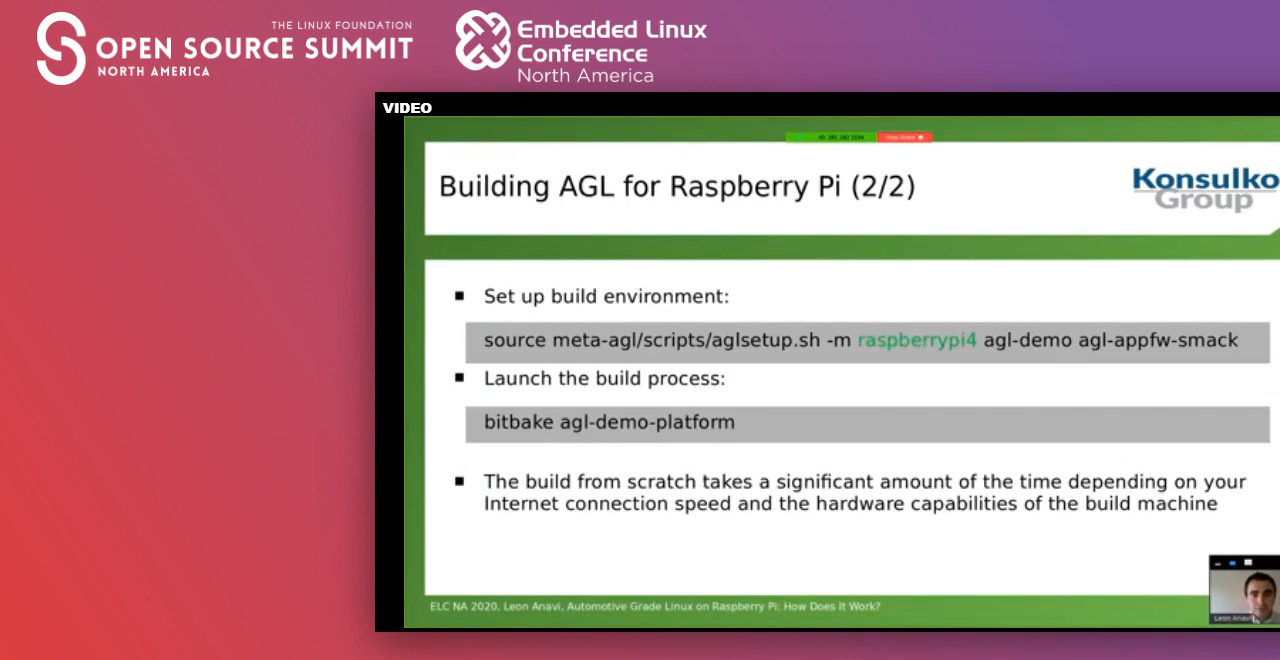 THE LINUX FOUNDATION
OPEN SOURCE SUMMIT
NORTH AMERICA
Embedded Linux
Conference
North America
VIDEO
Building AGL for Raspberry Pi (2/2)
Konsulko
Group
Set up build environment:
source meta-agl/scripts/aglsetup.sh -m raspberrypi4 agl-demo agl-appfw-smack
Launch the build process:
bitbake agl-demo-platform
The build from scratch takes a significant amount of the time depending on your
Internet connection speed and the hardware capabilities of the build machine
ELC NA 2020, Leon Anavi, Automotive Grade Linux on Raspberry Pi: How Does It Work?
Leon Anavi